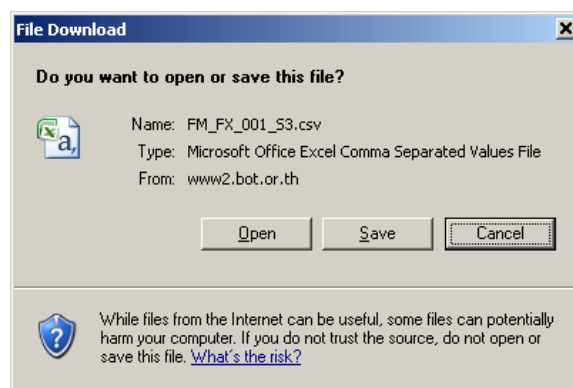 File Download
Do you want to open or save this file?
a,
Name: FM_FX_001_S3.csv
Type: Microsoft Office Excel Comma Separated Values File
From: www2.bot.or.th
Open Save Cancel
While files from the Internet can be useful, some files can potentially
harm your computer. If you do not trust the source, do not open or
save this file. What's the risk?